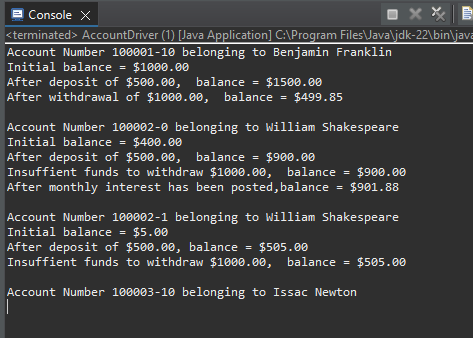 Console
<terminated> AccountDriver (1) [Java Application] C:\Program Files\Java\jdk-22\bin\java
Account Number 100001-10 belonging to Benjamin Franklin
Initial balance = $1000.00
After deposit of $500.00,  balance = $1500.00
After withdrawal of $1000.00,  balance = $499.85
Account Number 100002-0 belonging to William Shakespeare
Initial balance = $400.00
After deposit of $500.00,  balance = $900.00
Insufficient funds to withdraw $1000.00,  balance = $900.00
After monthly interest has been posted,balance = $901.88
Account Number 100002-1 belonging to William Shakespeare
Initial balance = $5.00
After deposit of $500.00, balance = $505.00
Insufficient funds to withdraw $1000.00,  balance = $505.00
Account Number 100003-10 belonging to Issac Newton